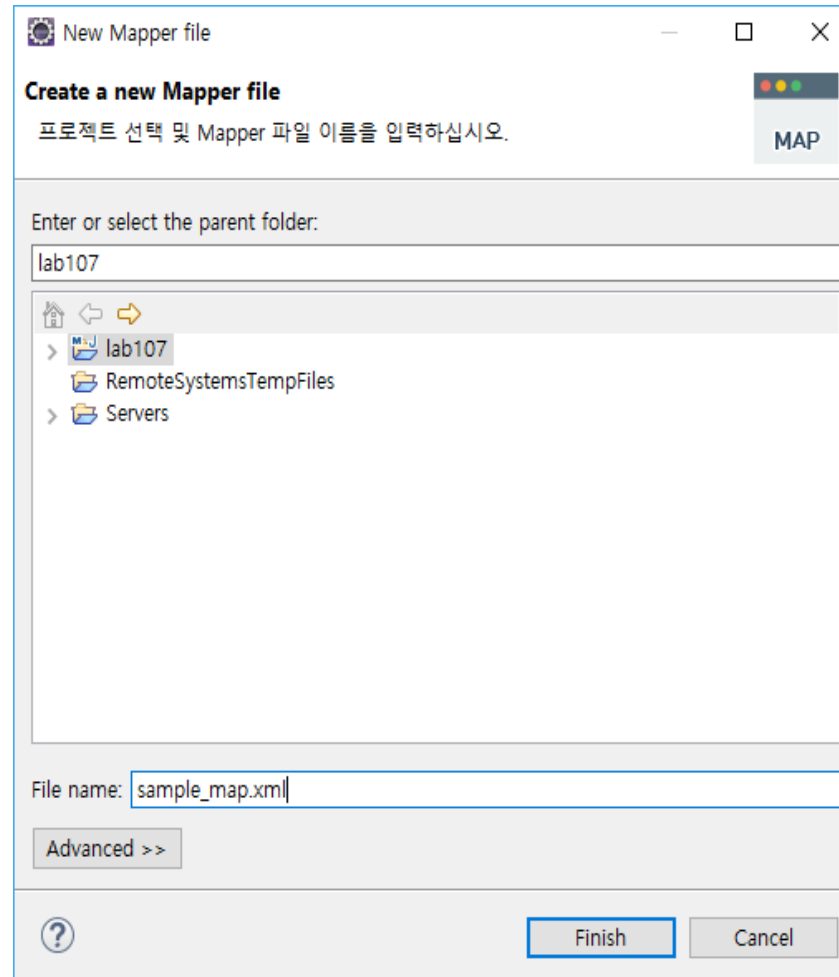 New Mapper file
Create a new Mapper file
프로젝트 선택 및 Mapper 파일 이름을 입력하십시오.
MAP
Enter or select the parent folder:
lab107
lab107
RemoteSystemsTempFiles
Servers
File name: sample_map.xml
Advanced >>
Finish Cancel